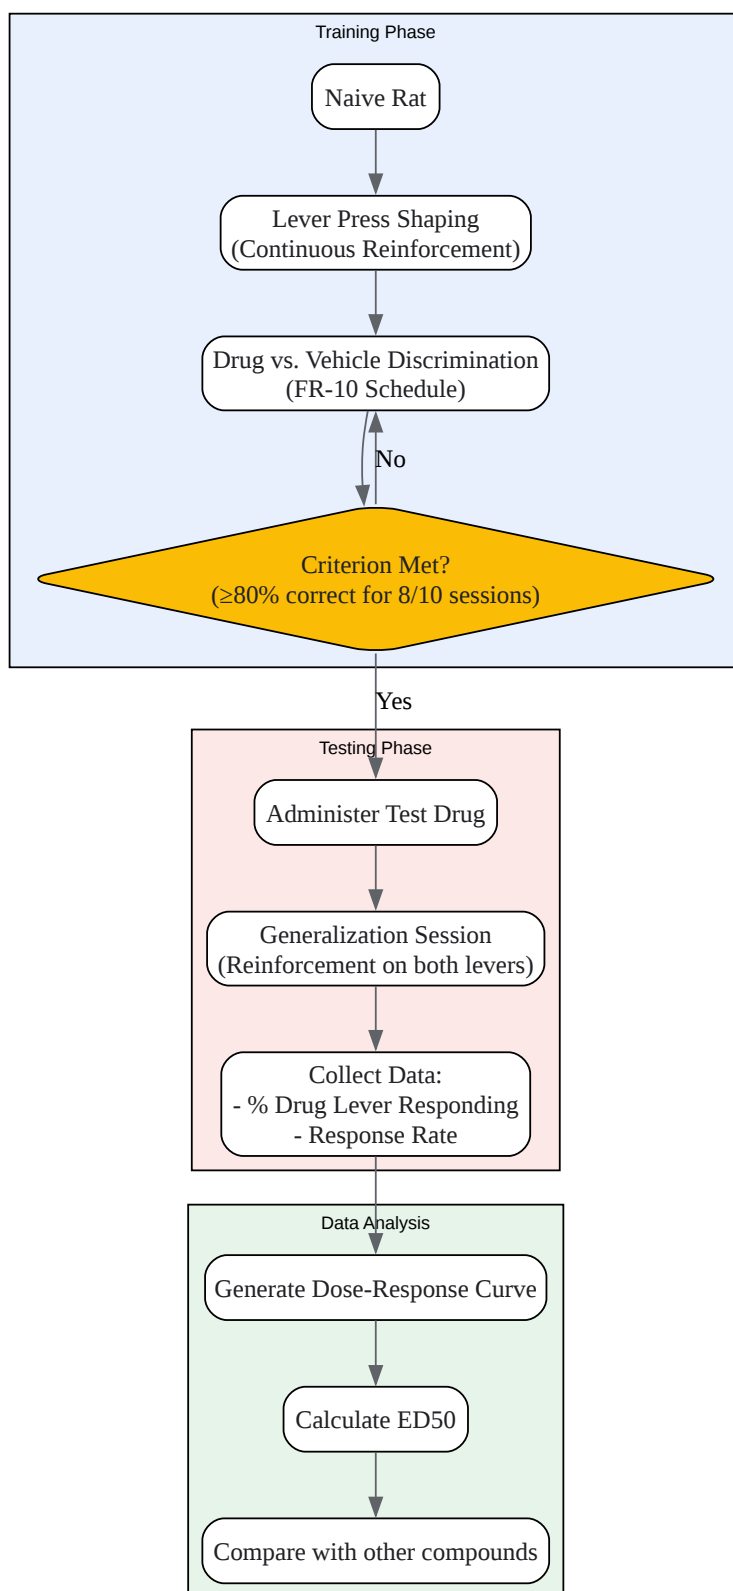 Training Phase
Naive Rat
Lever Press Shaping
(Continuous Reinforcement)
Drug vs. Vehicle Discrimination
(FR-10 Schedule)
No
Criterion Met?
(≥80% correct for 8/10 sessions)
Yes
Testing Phase
Administer Test Drug
Generalization Session
(Reinforcement on both levers)
Collect Data:
- % Drug Lever Responding
- Response Rate
Data Analysis
Generate Dose-Response Curve
Calculate ED50
Compare with other compounds